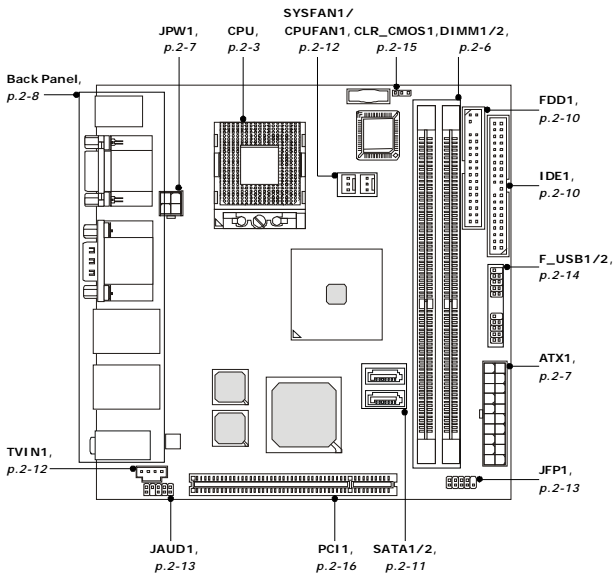 SYSFAN1/
JPW1,
p.2-7
CPU,
p.2-3
CPUFAN1,
p.2-12
CLR_CMOS1,
p.2-15
DIMM1/2,
p.2-6
Back Panel,
p.2-8
FDD1,
p.2-10
IDE1,
p.2-10
F_USB1/2,
p.2-14
ATX1,
p.2-7
TVIN1,
p.2-12
JFP1,
p.2-13
JAUD1,
p.2-13
PCI1,
p.2-16
SATA1/2,
p.2-11